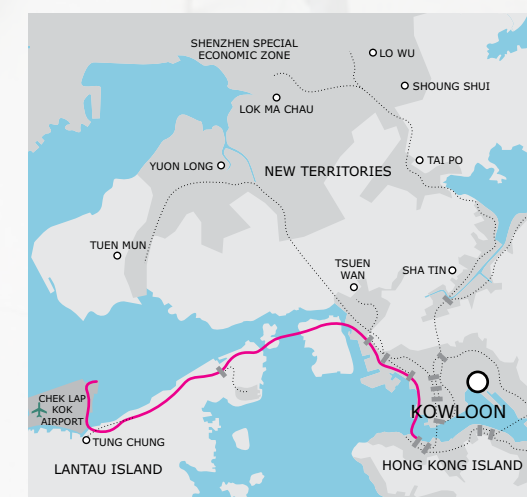 SHENZHEN SPECIAL
ECONOMIC ZONE
LO WU
SHOUNG SHUI
LOK MA CHAU
TAI PO
YUON LONG
NEW TERRITORIES
TUEN MUN
TSUEN
WAN
SHA TIN
CHEK LAP
KOK
AIRPORT
KOWLOON
TUNG CHUNG
LANTAU ISLAND
HONG KONG ISLAND